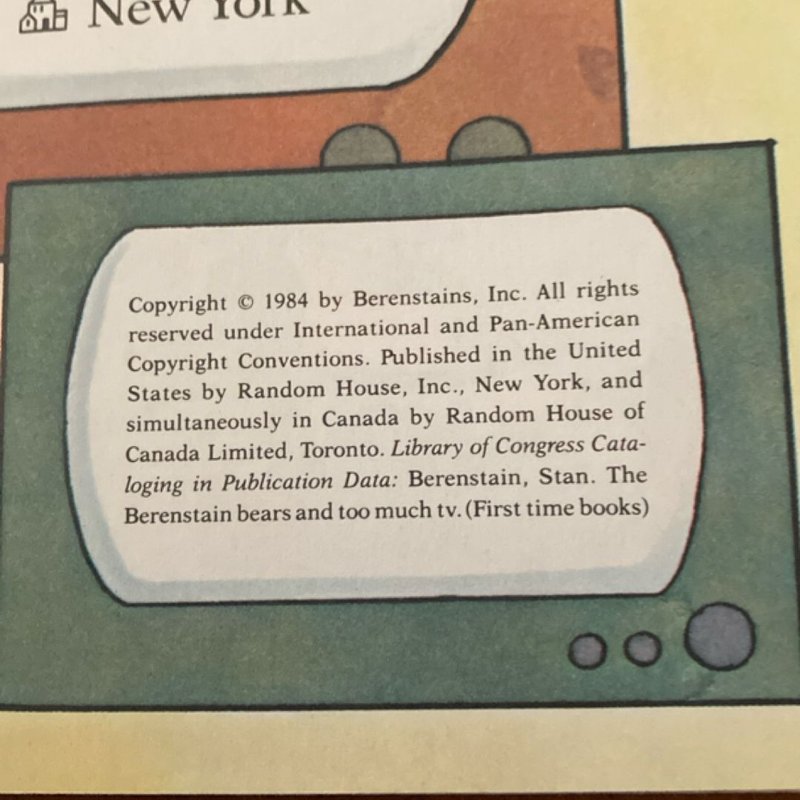 New York
Copyright © 1984 by Berenstains, Inc. All rights
reserved under International and Pan-American
Copyright Conventions. Published in the United
States by Random House, Inc., New York, and
simultaneously in Canada by Random House of
Canada Limited, Toronto. Library of Congress Cata-
loging in Publication Data: Berenstain, Stan. The
Berenstain bears and too much tv. (First time books)